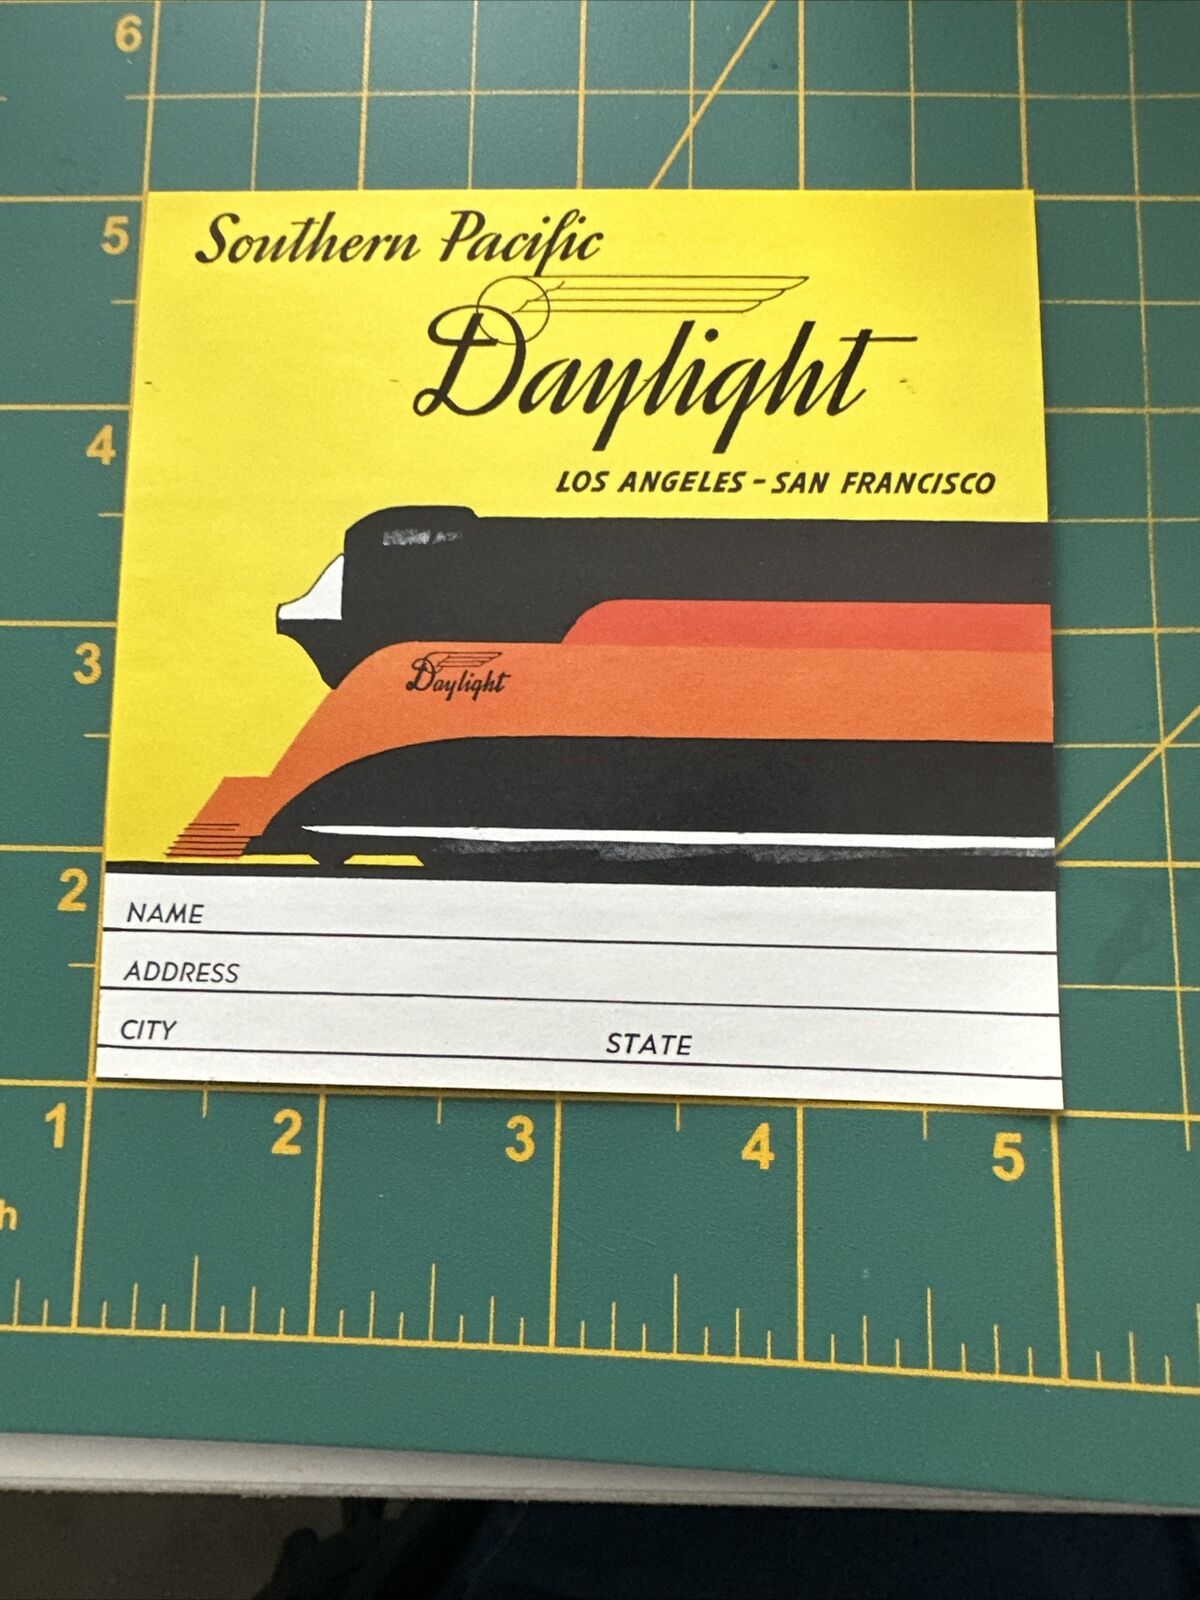 6
5
Southern Pacific
Daylight
LOS ANGELES - SAN FRANCISCO
4
3
Daylight
2
NAME
ADDRESS
CITY STATE
1 2 3 4 5
h